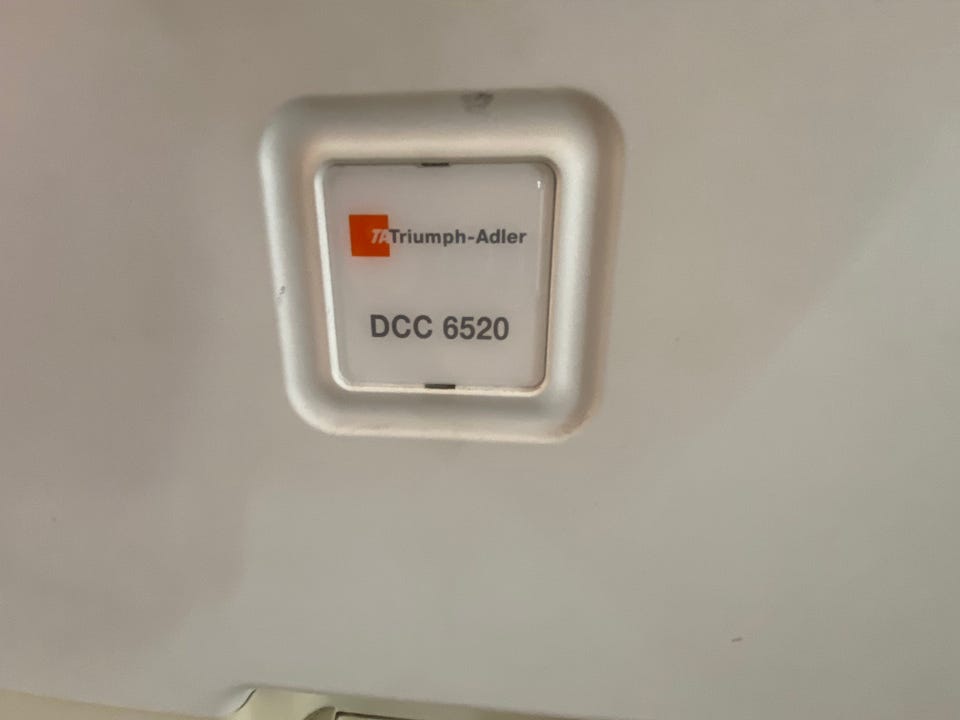 TA Triumph-Adler
DCC 6520